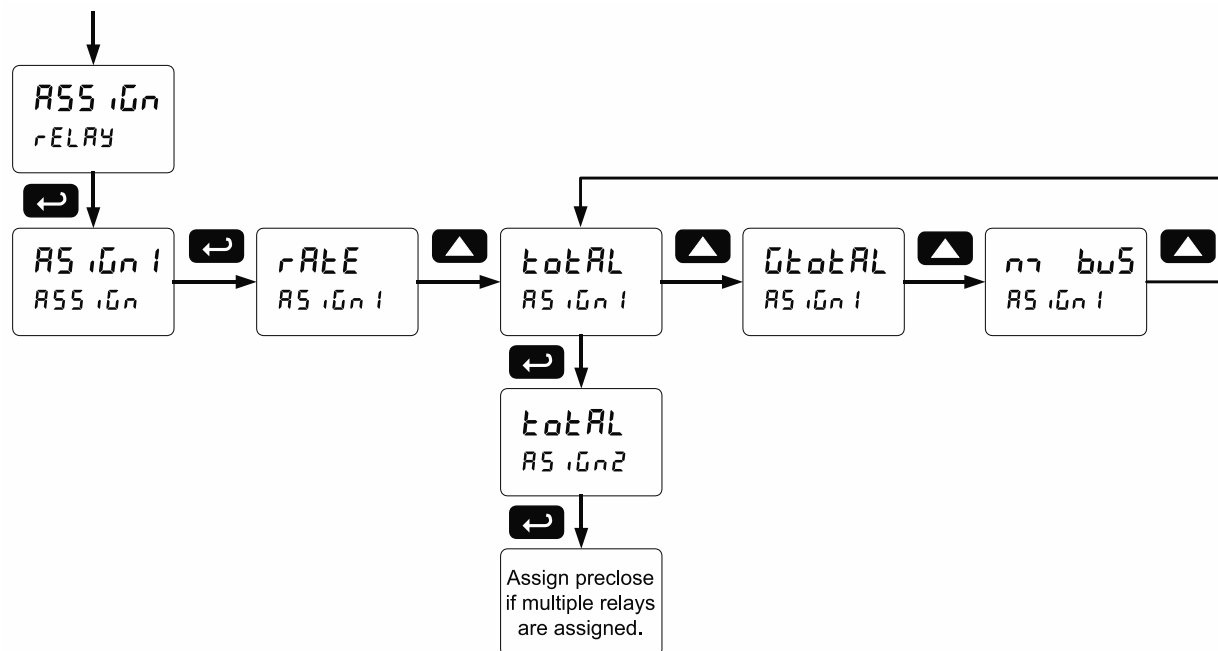 ASSiGn
rELAY
ASiGn1
ASSiGn
rAtE
ASiGn1
totAL
ASiGn1
GtotAL
ASiGn1
m buS
ASiGn1
totAL
ASiGn2
Assign preclose
if multiple relays
are assigned.